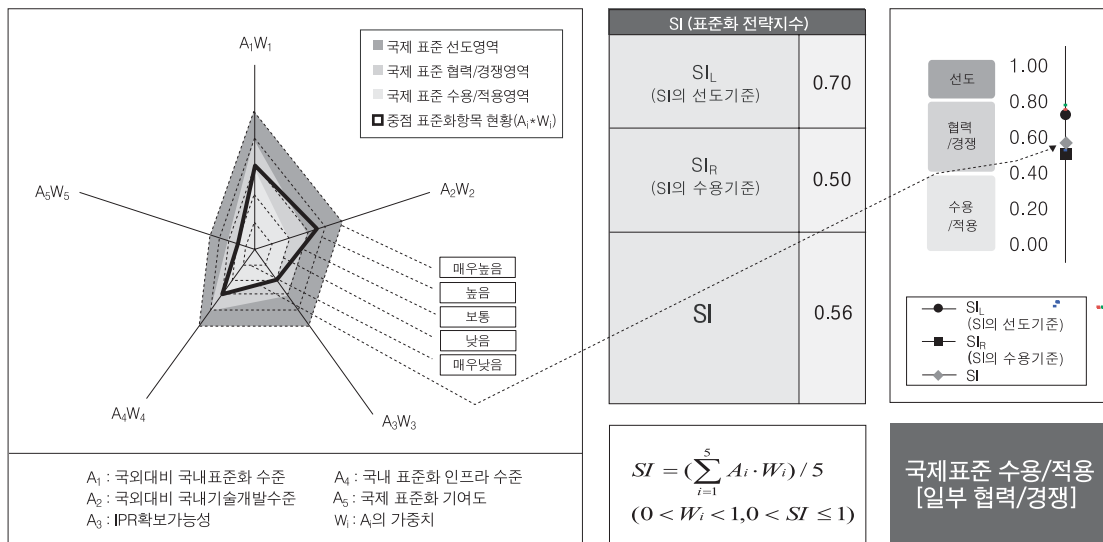 A₁W₁
국제 표준 선도영역
국제 표준 협력/경쟁영역
국제 표준 수용/적용영역
중점 표준화항목 현황(Aᵢ*Wᵢ)
A₂W₂
A₅W₅
매우높음
높음
보통
낮음
매우낮음
A₄W₄
A₃W₃
A₁ : 국외대비 국내표준화 수준
A₂ : 국외대비 국내기술개발수준
A₃ : IPR확보가능성
A₄ : 국내 표준화 인프라 수준
A₅ : 국제 표준화 기여도
Wᵢ : Aᵢ의 가중치
SI (표준화 전략지수)
SI_L
(SI의 선도기준)
0.70
SI_R
(SI의 수용기준)
0.50
SI
0.56
SI = (∑_{i=1}^{5} Aᵢ · Wᵢ) / 5
(0 < Wᵢ < 1, 0 < SI ≤ 1)
선도
협력
/경쟁
수용
/적용
1.00
0.80
0.60
0.40
0.20
0.00
SI_L
(SI의 선도기준)
SI_R
(SI의 수용기준)
SI
국제표준 수용/적용
[일부 협력/경쟁]